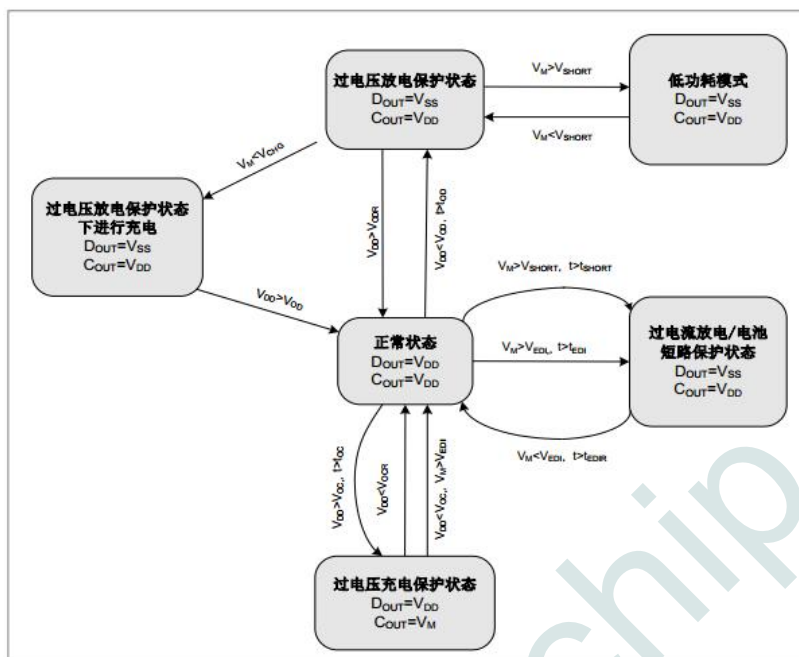 过电压放电保护状态
DOUT=VSS
COUT=VDD
VM>VSHORT
VM<VSHORT
低功耗模式
DOUT=VSS
COUT=VDD
VM<VCHG
过电压放电保护状态
下进行充电
DOUT=VSS
COUT=VDD
VDD>VODR
VDD<VOD, t>tOD
VDD>VOD
VM>VSHORT, t>tSHORT
正常状态
DOUT=VDD
COUT=VDD
VM>VEDI, t>tEDI
过电流放电/电池
短路保护状态
DOUT=VSS
COUT=VDD
VM<VEDI, t>tEDIR
VDD>VOC, t>tOC
VDD<VOCR
VDD<VOC, VM>VEDI
过电压充电保护状态
DOUT=VDD
COUT=VM
chip